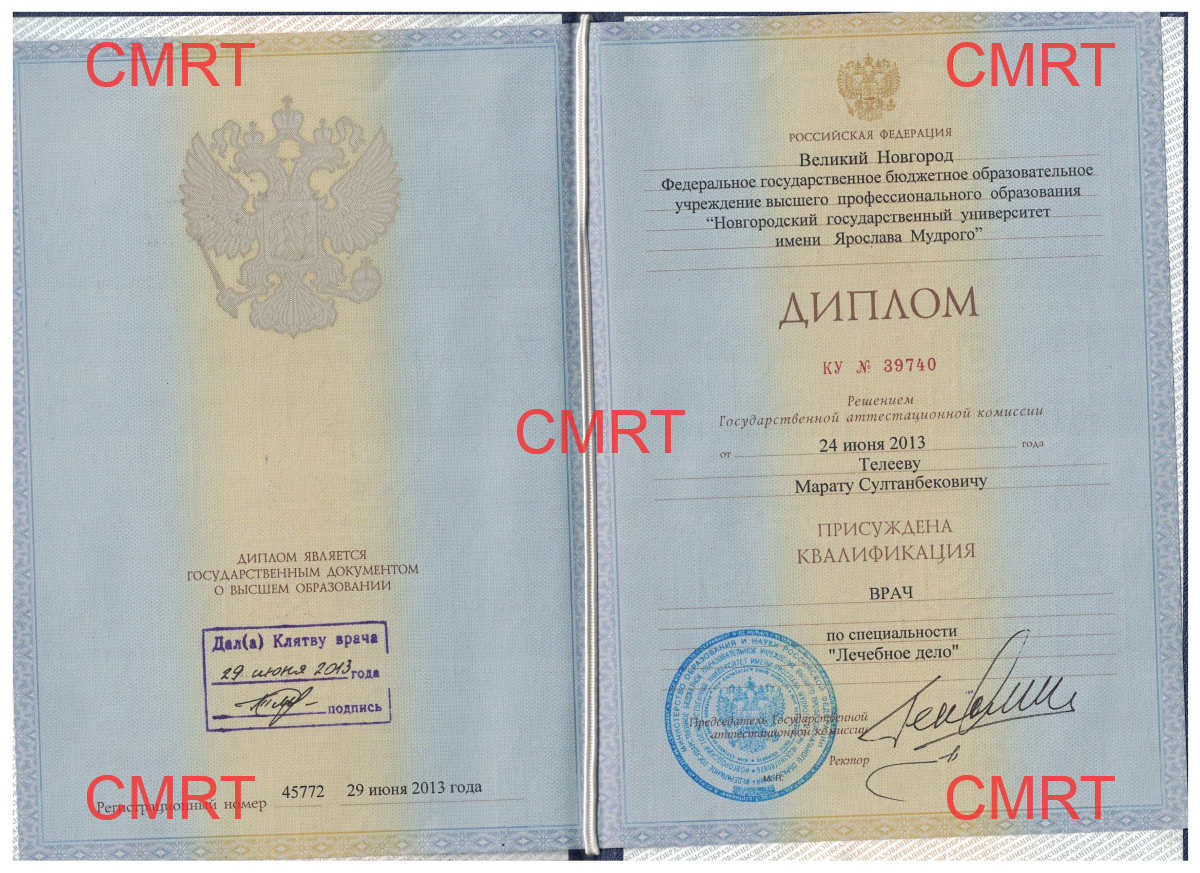 CMRT
ДИПЛОМ ЯВЛЯЕТСЯ
ГОСУДАРСТВЕННЫМ ДОКУМЕНТОМ
О ВЫСШЕМ ОБРАЗОВАНИИ
Дал(а) Клятву врача
29 июня 2013 года
подпись
CMRT
Регистрационный номер 45772 29 июня 2013 года
CMRT
CMRT
РОССИЙСКАЯ ФЕДЕРАЦИЯ
Великий Новгород
Федеральное государственное бюджетное образовательное
учреждение высшего профессионального образования
“Новгородский государственный университет
имени Ярослава Мудрого”
ДИПЛОМ
КУ № 39740
Решением
Государственной аттестационной комиссии
от 24 июня 2013 года
Телееву
Марату Султанбековичу
ПРИСУЖДЕНА
КВАЛИФИКАЦИЯ
ВРАЧ
по специальности
"Лечебное дело"
Председатель Государственной
аттестационной комиссии
Ректор
М.П.
CMRT